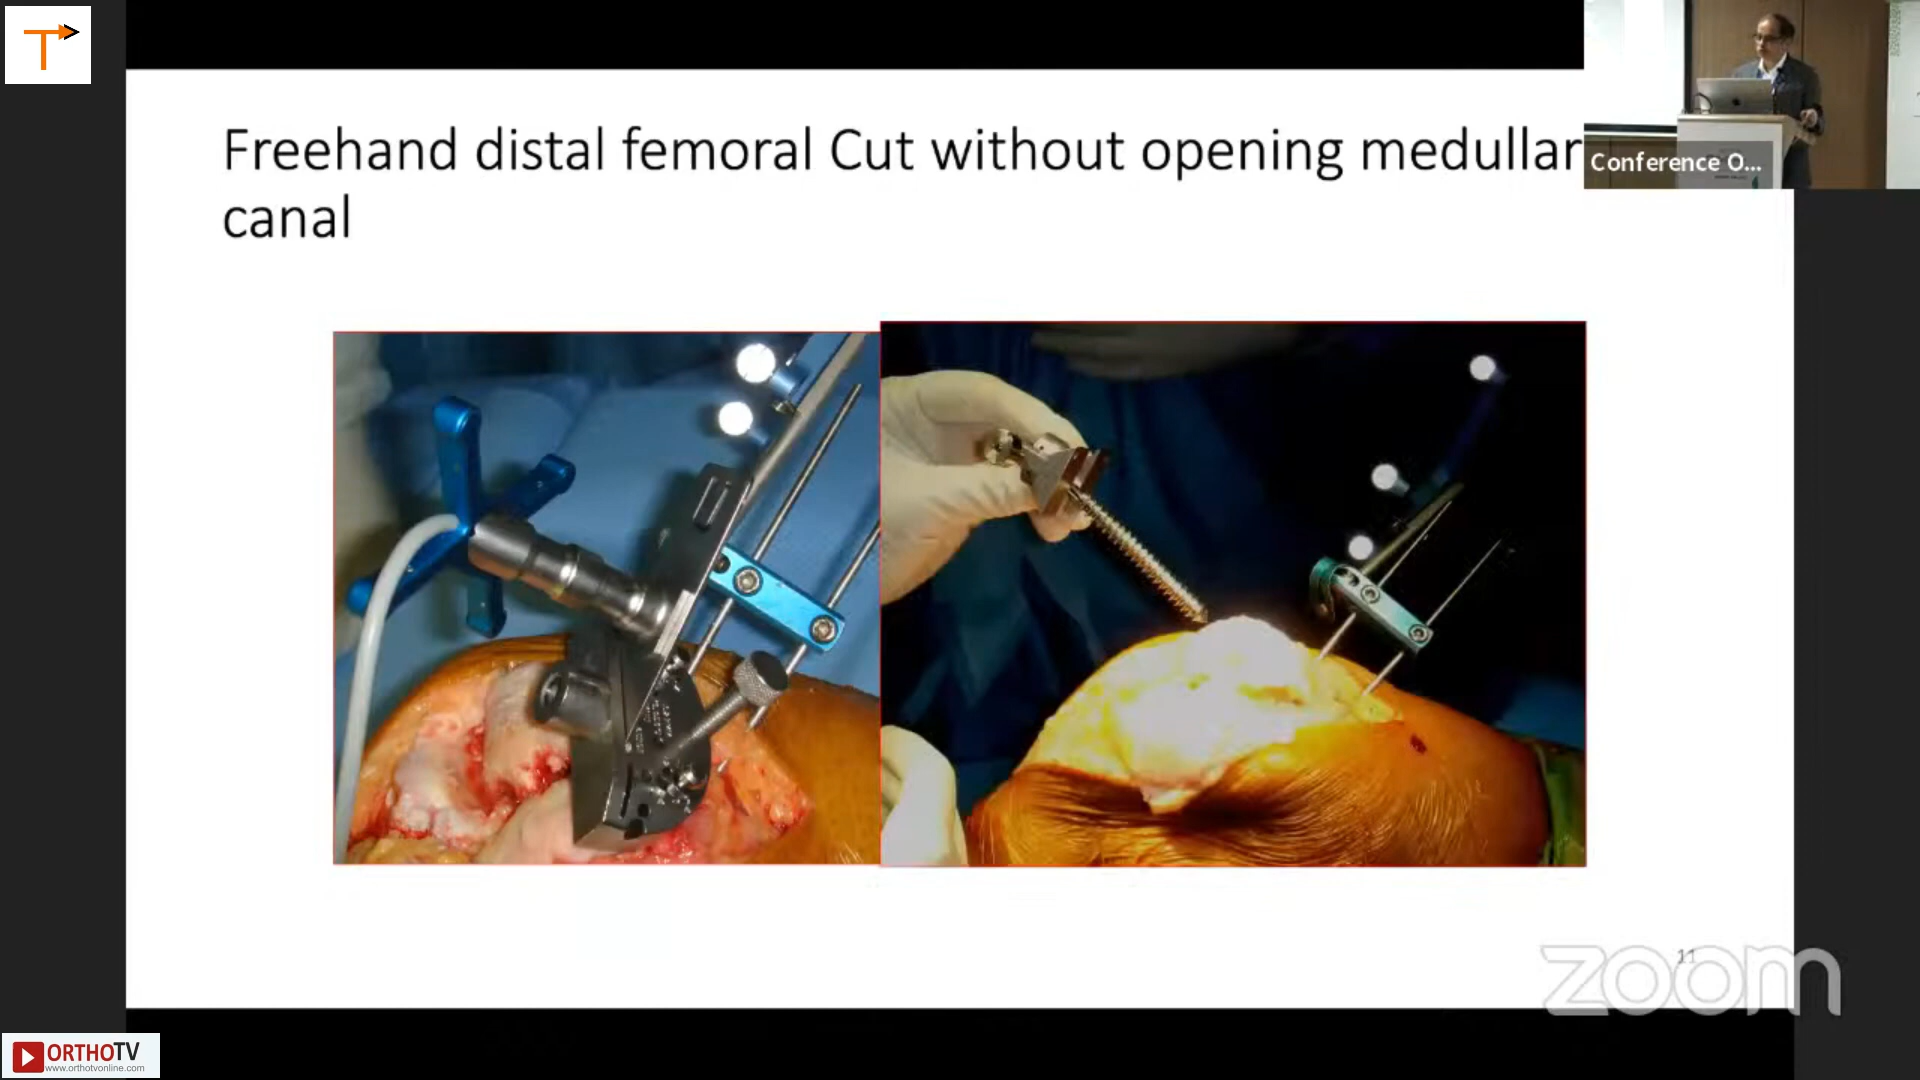 T
Freehand distal femoral Cut without opening medullar
canal
Conference O...
11
zoom
ORTHOTV
www.orthotvonline.com